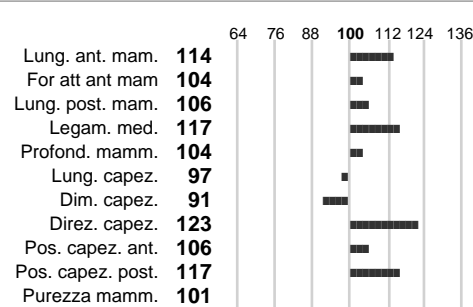 64 76 88 100 112 124 136
Lung. ant. mam. 114
For att ant mam 104
Lung. post. mam. 106
Legam. med. 117
Profond. mamm. 104
Lung. capez. 97
Dim. capez. 91
Direz. capez. 123
Pos. capez. ant. 106
Pos. capez. post. 117
Purezza mamm. 101